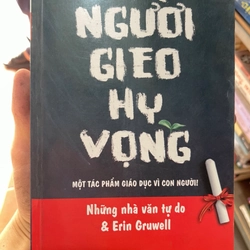 NGƯỜI
GIEO
HY
VỌNG
MỘT TÁC PHẨM GIÁO DỤC VÌ CON NGƯỜI!
Những nhà văn tự do
& Erin Gruwell